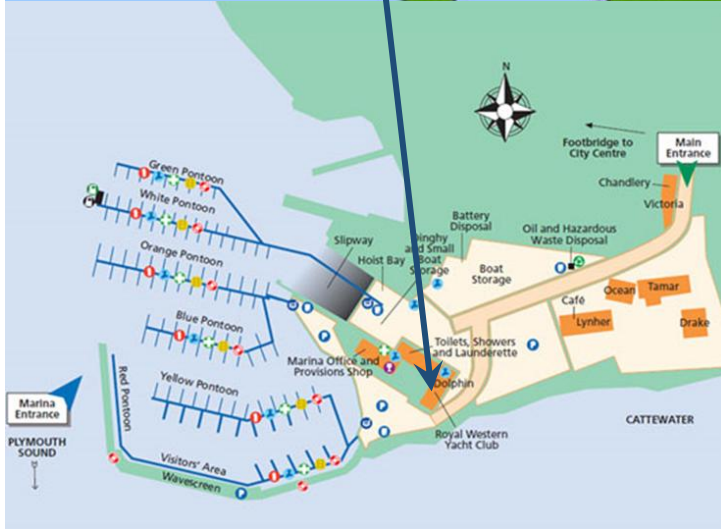 N
Footbridge to
City Centre
Main
Entrance
Chandlery
Victoria
Green Pontoon
White Pontoon
Orange Pontoon
Blue Pontoon
Yellow Pontoon
Red Pontoon
Slipway
Hoist Bay
Dinghy
and Small
Boat
Storage
Battery
Disposal
Oil and Hazardous
Waste Disposal
Boat
Storage
Ocean
Tamar
Café
Lynher
Drake
Toilets, Showers
and Launderette
Marina Office and
Provisions Shop
Dolphin
Royal Western
Yacht Club
CATTEWATER
Marina
Entrance
PLYMOUTH
SOUND
Visitors' Area
Wavescreen
P
P
P
P
P